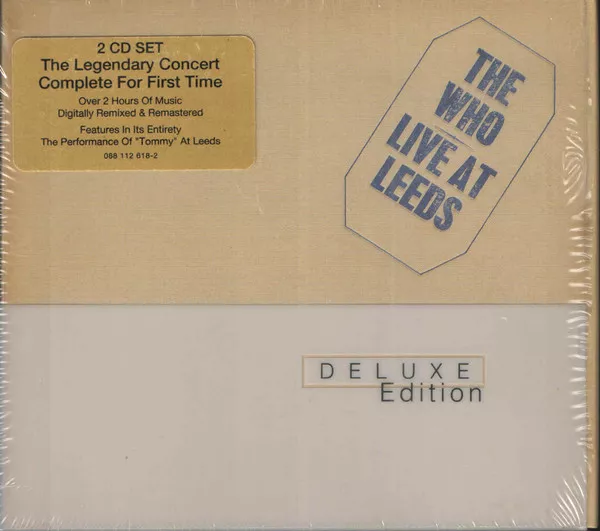 2 CD SET
The Legendary Concert
Complete For First Time
Over 2 Hours Of Music
Digitally Remixed & Remastered
Features In Its Entirety
The Performance Of "Tommy" At Leeds
088 112 618-2
THE
WHO
LIVE AT
LEEDS
DELUXE
Edition